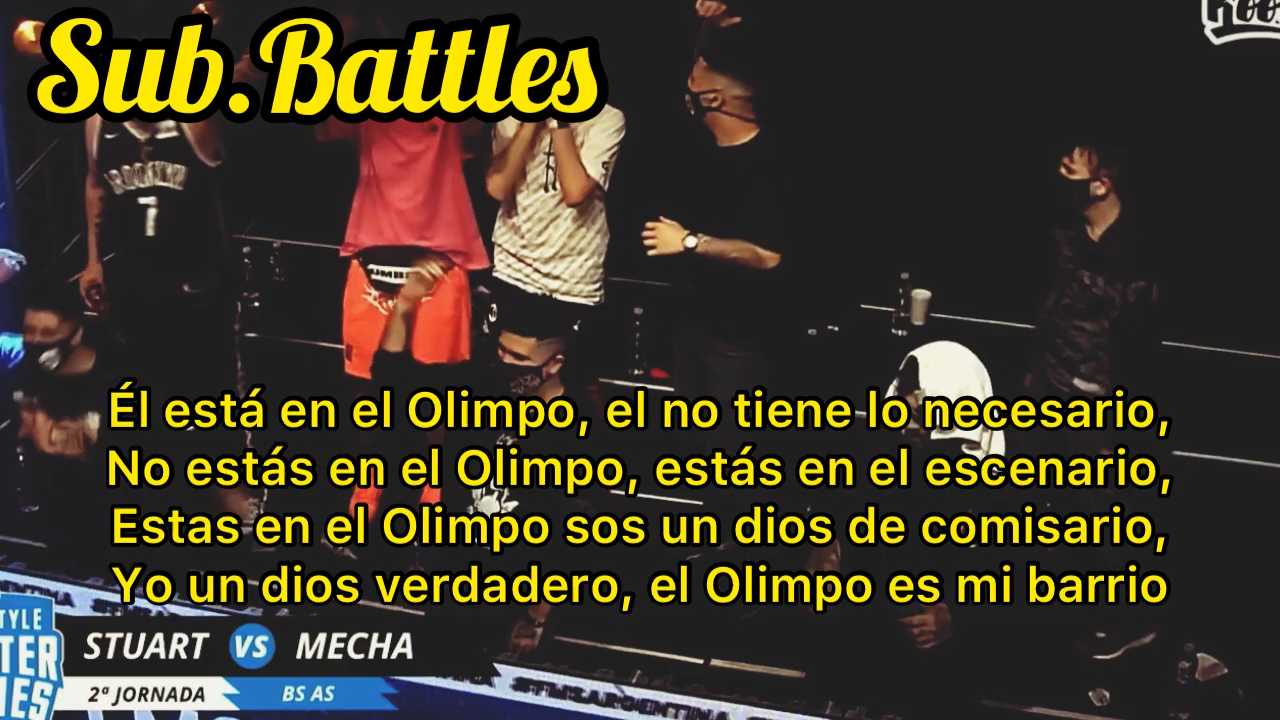 Sub.Battles
7
Él está en el Olimpo, el no tiene lo necesario,
No estás en el Olimpo, estás en el escenario,
Estas en el Olimpo sos un dios de comisario,
Yo un dios verdadero, el Olimpo es mi barrio
STUART VS MECHA
2ª JORNADA BS AS